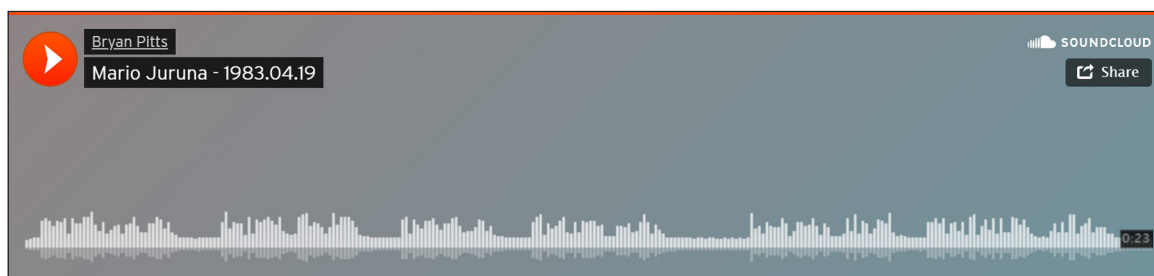 Bryan Pitts
SOUNDCLOUD
Mario Juruna - 1983.04.19
Share
0:23